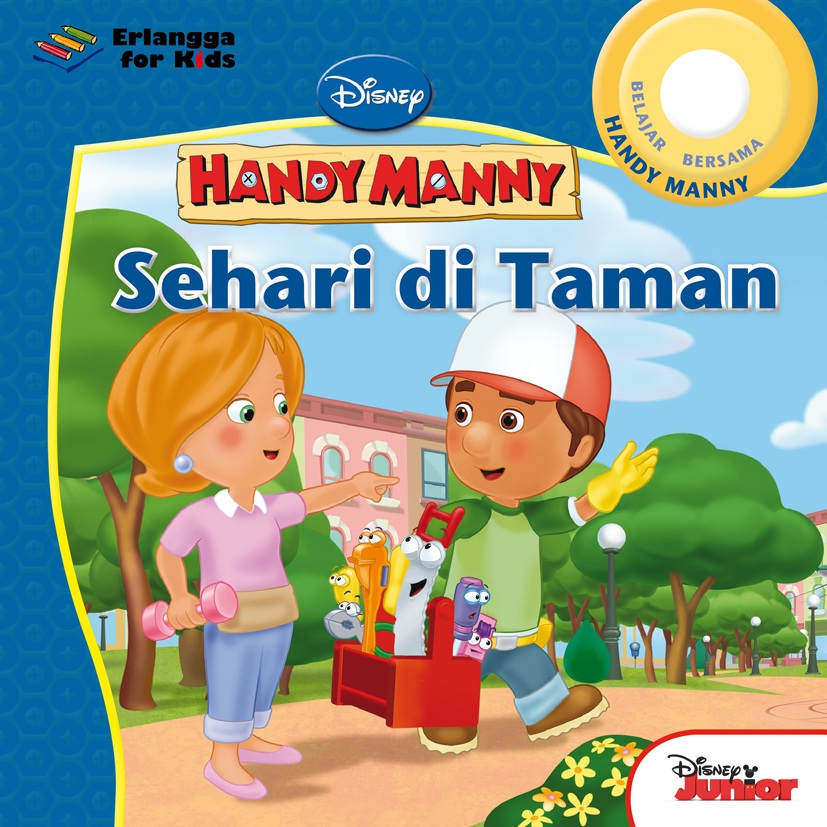 Erlangga
for Kids
Disney
HANDY MANNY
BELAJAR BERSAMA
HANDY MANNY
Sehari di Taman
Disney
Junior